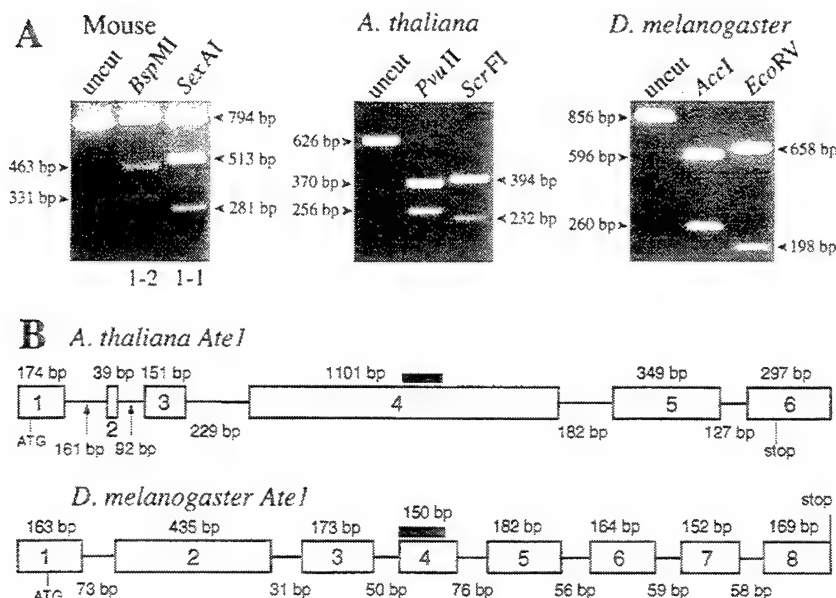 A
Mouse
A. thaliana
D. melanogaster
uncut BspMI SexAI
uncut PvuII ScrFI
uncut AccI EcoRV
794 bp
463 bp
513 bp
331 bp
281 bp
1-2 1-1
626 bp
370 bp
394 bp
256 bp
232 bp
856 bp
596 bp
658 bp
260 bp
198 bp
B A. thaliana Ate1
174 bp 39 bp 151 bp 1101 bp 349 bp 297 bp
1 2 3 4 5 6
ATG 161 bp 92 bp 229 bp 182 bp 127 bp stop
D. melanogaster Ate1
stop
163 bp 435 bp 173 bp 150 bp 182 bp 164 bp 152 bp 169 bp
1 2 3 4 5 6 7 8
ATG 73 bp 31 bp 50 bp 76 bp 56 bp 59 bp 58 bp